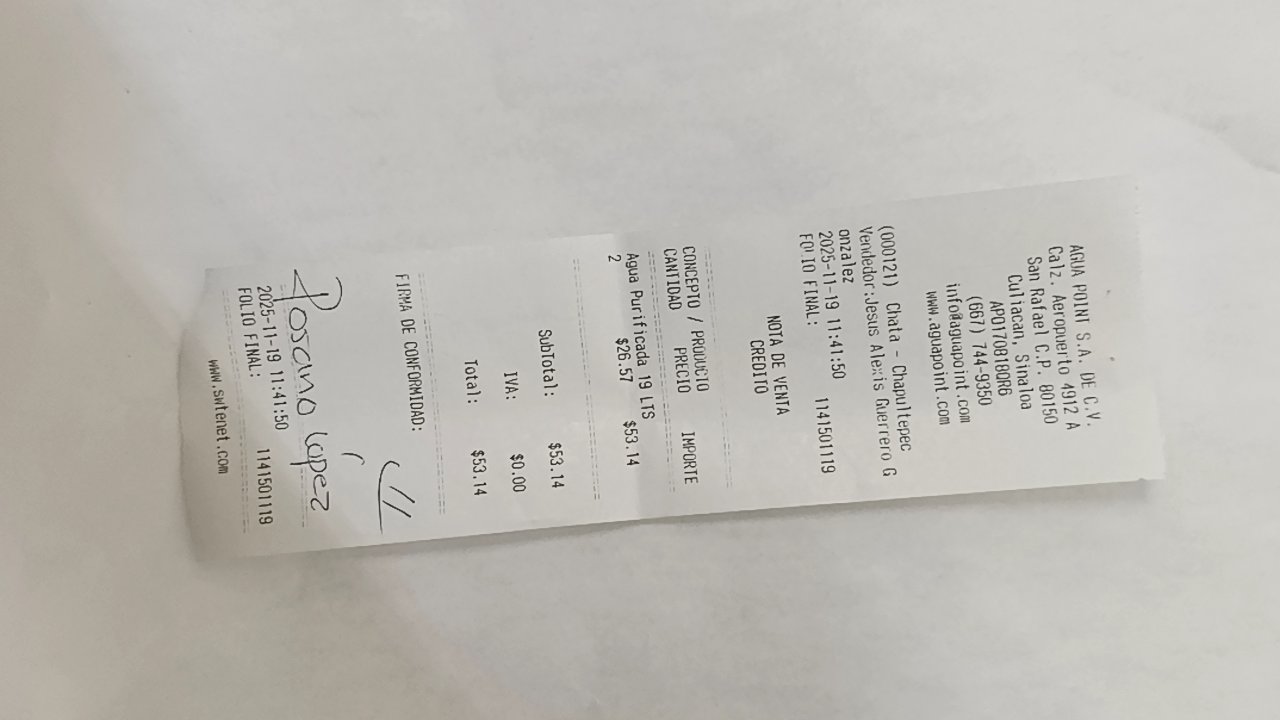 AGUA POINT S.A. DE C.V.
Calz. Aeropuerto 4912 A
San Rafael C.P. 80150
Culiacan, Sinaloa
APO170818QR6
(667) 744-9350
info@aguapoint.com
www.aguapoint.com
(000121) Chata - Chapultepec
Vendedor:Jesus Alexis Guerrero G
onzalez
2025-11-19 11:41:50
FOLIO FINAL: 1141501119
NOTA DE VENTA
CREDITO
CONCEPTO / PRODUCTO
CANTIDAD PRECIO IMPORTE
Agua Purificada 19 LTS
2 $26.57 $53.14
SubTotal: $53.14
IVA: $0.00
Total: $53.14
FIRMA DE CONFORMIDAD:
Rosario López
2025-11-19 11:41:50
FOLIO FINAL: 1141501119
www.swtenet.com